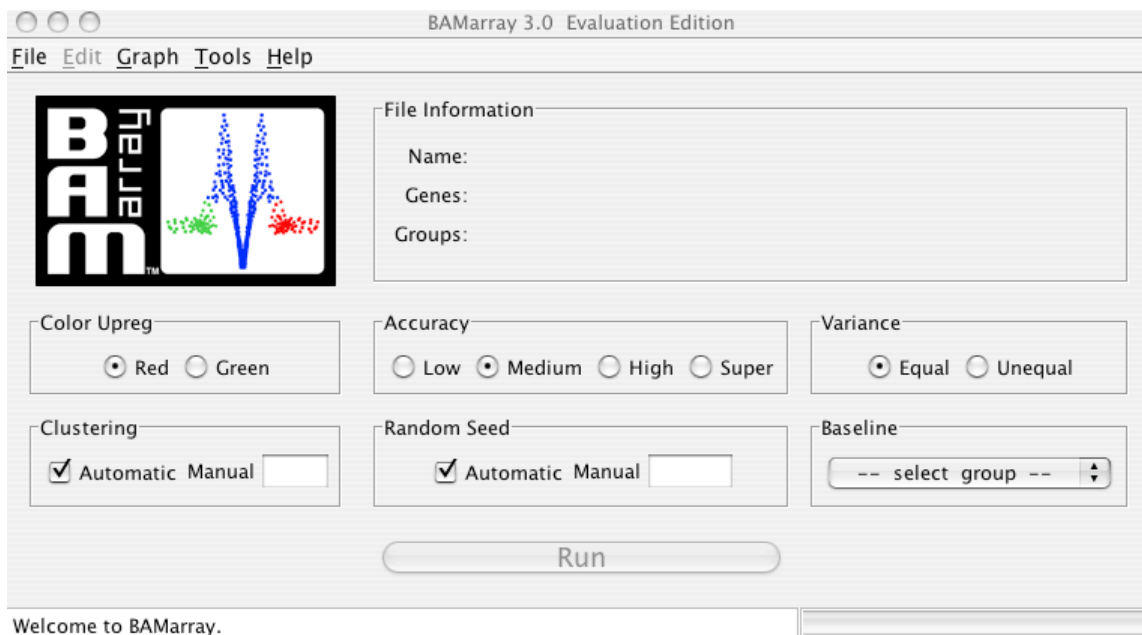 BAMarray 3.0 Evaluation Edition
File Edit Graph Tools Help
BAM
array
TM
File Information
Name:
Genes:
Groups:
Color Upreg
Red Green
Accuracy
Low Medium High Super
Variance
Equal Unequal
Clustering
Automatic Manual
Random Seed
Automatic Manual
Baseline
-- select group --
Run
Welcome to BAMarray.